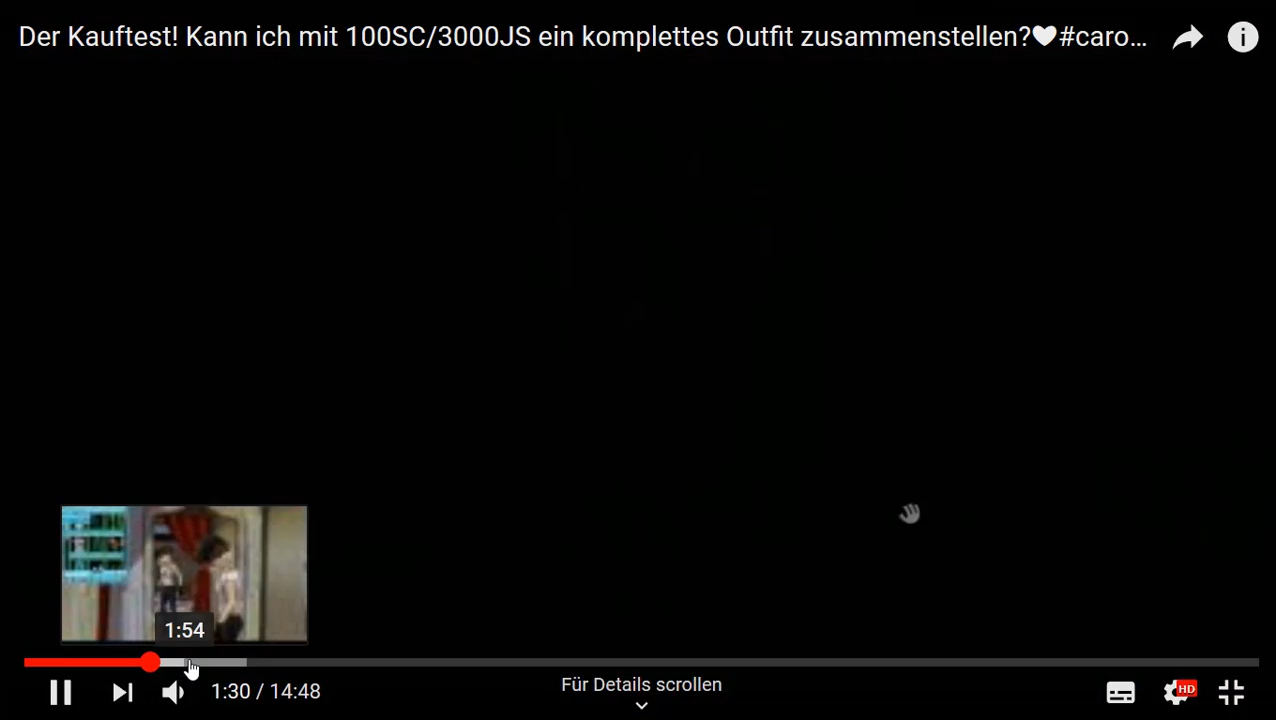 Der Kauftest! Kann ich mit 100SC/3000JS ein komplettes Outfit zusammenstellen?♥#caro...
1:54
1:30 / 14:48
Für Details scrollen
HD